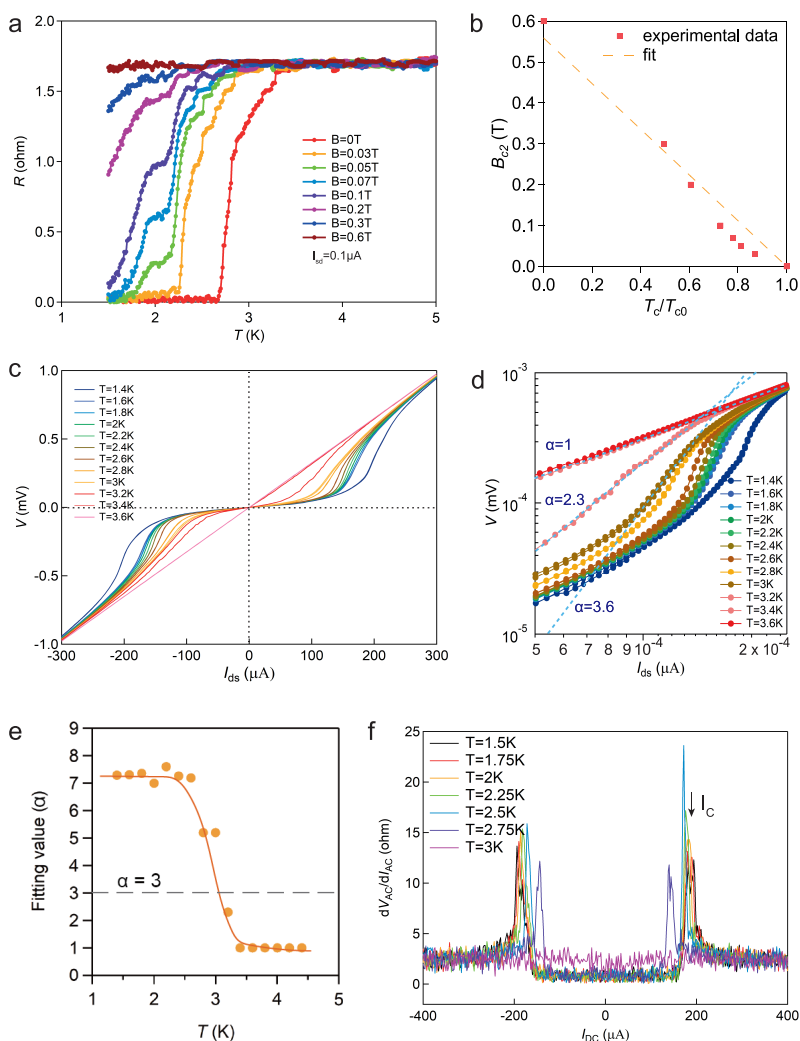 a
R (ohm)
2.0
1.5
1.0
0.5
0.0
B=0T
B=0.03T
B=0.05T
B=0.07T
B=0.1T
B=0.2T
B=0.3T
B=0.6T
Isd=0.1μA
1 2 3 4 5
T (K)
b
Bc2 (T)
0.6
0.5
0.4
0.3
0.2
0.1
0.0
experimental data
fit
0.0 0.2 0.4 0.6 0.8 1.0
Tc/Tc0
c
V (mV)
1.0
0.5
0.0
-0.5
-1.0
T=1.4K
T=1.6K
T=1.8K
T=2K
T=2.2K
T=2.4K
T=2.6K
T=2.8K
T=3K
T=3.2K
T=3.4K
T=3.6K
-300 -200 -100 0 100 200 300
Ids (μA)
d
V (mV)
10-3
10-4
10-5
α=1
α=2.3
α=3.6
T=1.4K
T=1.6K
T=1.8K
T=2K
T=2.2K
T=2.4K
T=2.6K
T=2.8K
T=3K
T=3.2K
T=3.4K
T=3.6K
5 6 7 8 9 10-4 2 x 10-4
Ids (μA)
e
Fitting value (α)
9
8
7
6
5
4
3
2
1
0
α = 3
1 2 3 4 5
T (K)
f
dVAC/dIAC (ohm)
25
20
15
10
5
0
T=1.5K
T=1.75K
T=2K
T=2.25K
T=2.5K
T=2.75K
T=3K
IC
-400 -200 0 200 400
IDC (μA)